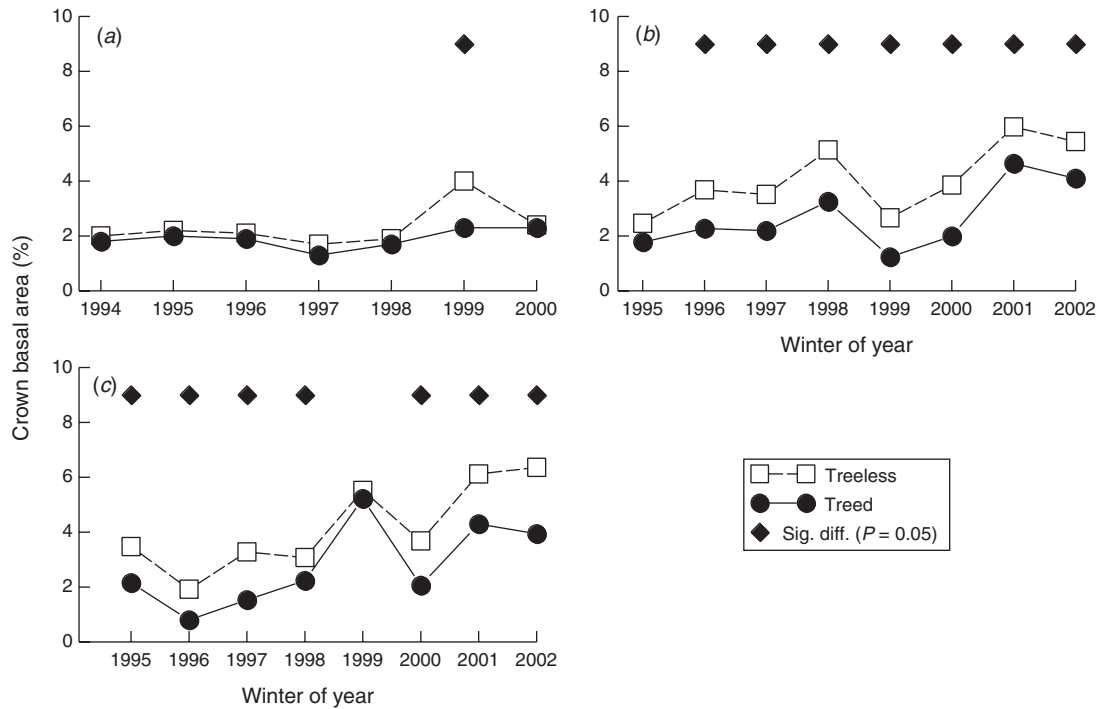 (a)
10
8
6
4
2
0
1994 1995 1996 1997 1998 1999 2000
(b)
10
8
6
4
2
0
1995 1996 1997 1998 1999 2000 2001 2002
Winter of year
Crown basal area (%)
(c)
10
8
6
4
2
0
1995 1996 1997 1998 1999 2000 2001 2002
Winter of year
Treeless
Treed
Sig. diff. (P = 0.05)